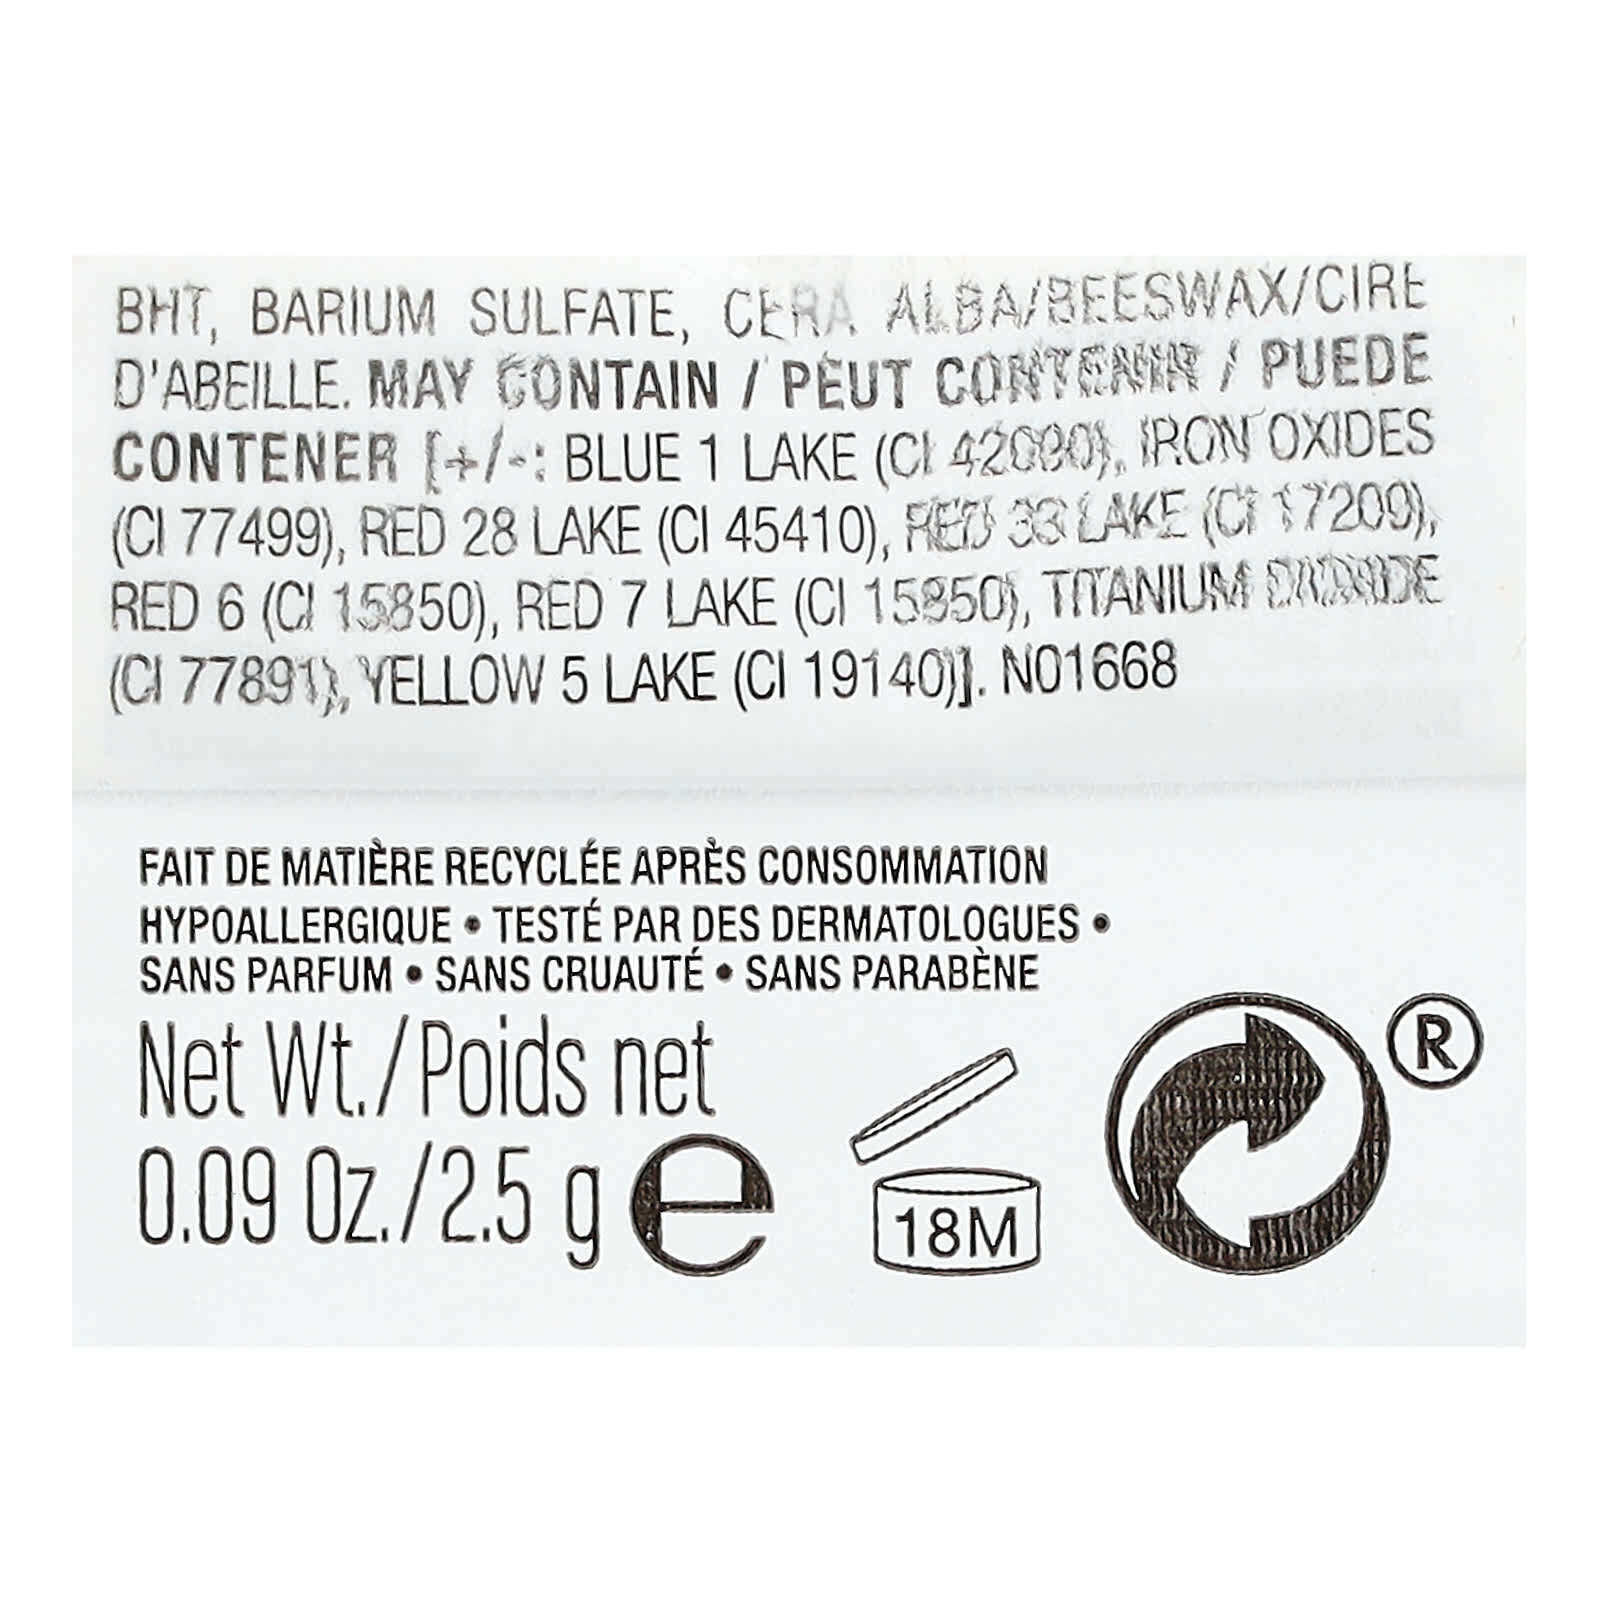 BHT, BARIUM SULFATE, CERA ALBA/BEESWAX/CIRE
D'ABEILLE. MAY CONTAIN / PEUT CONTENIR / PUEDE
CONTENER [+/-: BLUE 1 LAKE (CI 42090), IRON OXIDES
(CI 77499), RED 28 LAKE (CI 45410), RED 33 LAKE (CI 17200),
RED 6 (CI 15850), RED 7 LAKE (CI 15850), TITANIUM DIOXIDE
(CI 77891), YELLOW 5 LAKE (CI 19140)]. N01668
FAIT DE MATIÈRE RECYCLÉE APRÈS CONSOMMATION
HYPOALLERGIQUE • TESTÉ PAR DES DERMATOLOGUES •
SANS PARFUM • SANS CRUAUTÉ • SANS PARABÈNE
Net Wt./Poids net
0.09 Oz./2.5 g e
18M
®